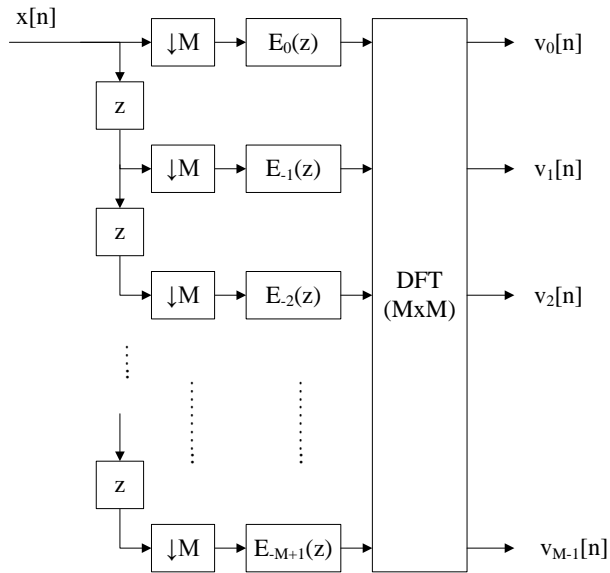 x[n]
↓M E₀(z) v₀[n]
z
↓M E₋₁(z) v₁[n]
z
↓M E₋₂(z) v₂[n]
DFT
(MxM)
z
↓M E₋M₊₁(z) v_M-1[n]